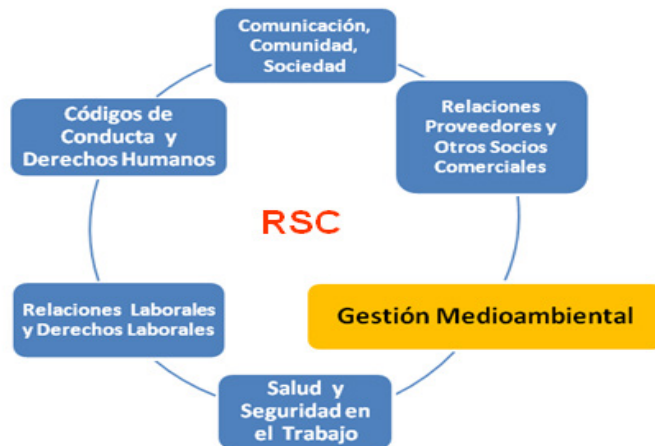 Comunicación,
Comunidad,
Sociedad
Códigos de
Conducta y
Derechos Humanos
Relaciones
Proveedores y
Otros Socios
Comerciales
RSC
Relaciones Laborales
y Derechos Laborales
Gestión Medioambiental
Salud y
Seguridad en
el Trabajo